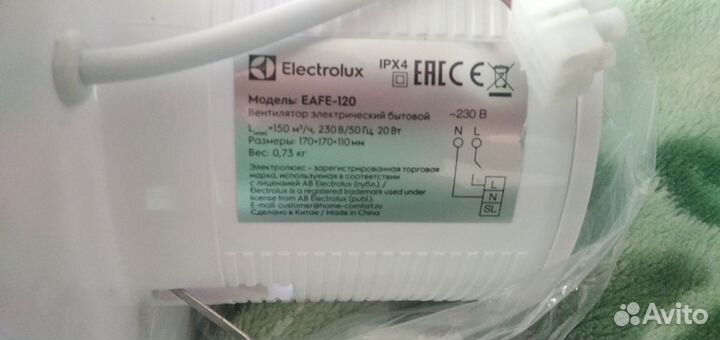 Electrolux
IPX4
EAC CE
Модель: EAFE-120
Вентилятор электрический бытовой
Lмакс=150 м³/ч, 230 В/50 Гц, 20 Вт
Размеры: 170*170*110 мм
Вес: 0,73 кг
Электролюкс - зарегистрированная торговая
марка, используемая в соответствии
с лицензией AB Electrolux (публ.). /
Electrolux is a registered trademark used under
license from AB Electrolux (publ.).
E-mail: customer@home-comfort.ru
Сделано в Китае / Made in China
~230 В
N L
L
L
N
SL
Avito